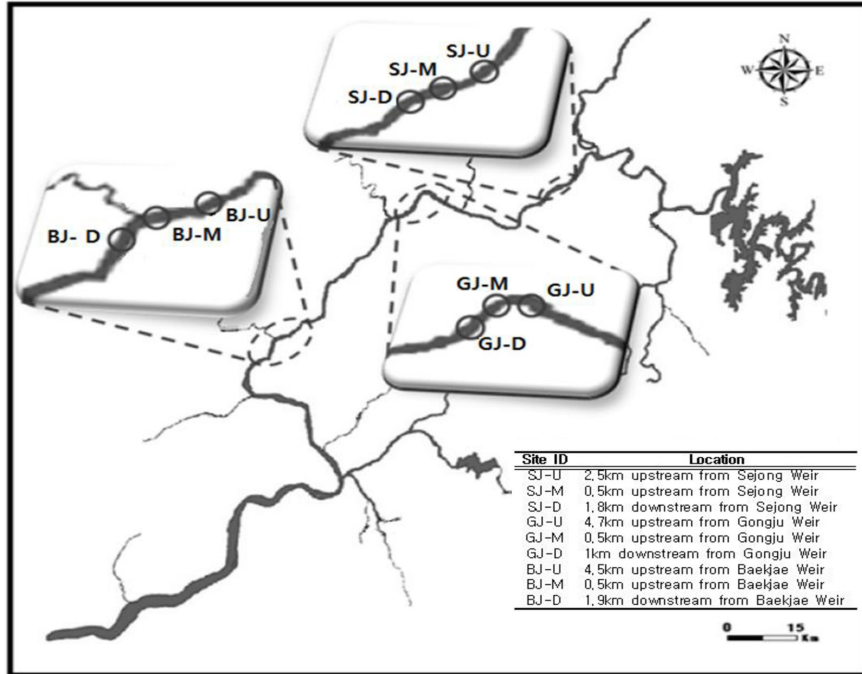 SJ-U
SJ-M
SJ-D
N
W E
S
BJ-U
BJ-M
BJ- D
GJ-M GJ-U
GJ-D
Site ID Location
SJ-U 2.5km upstream from Sejong Weir
SJ-M 0.5km upstream from Sejong Weir
SJ-D 1.8km downstream from Sejong Weir
GJ-U 4.7km upstream from Gongju Weir
GJ-M 0.5km upstream from Gongju Weir
GJ-D 1km downstream from Gongju Weir
BJ-U 4.5km upstream from Baekjae Weir
BJ-M 0.5km upstream from Baekjae Weir
BJ-D 1.9km downstream from Baekjae Weir
0 15
Km